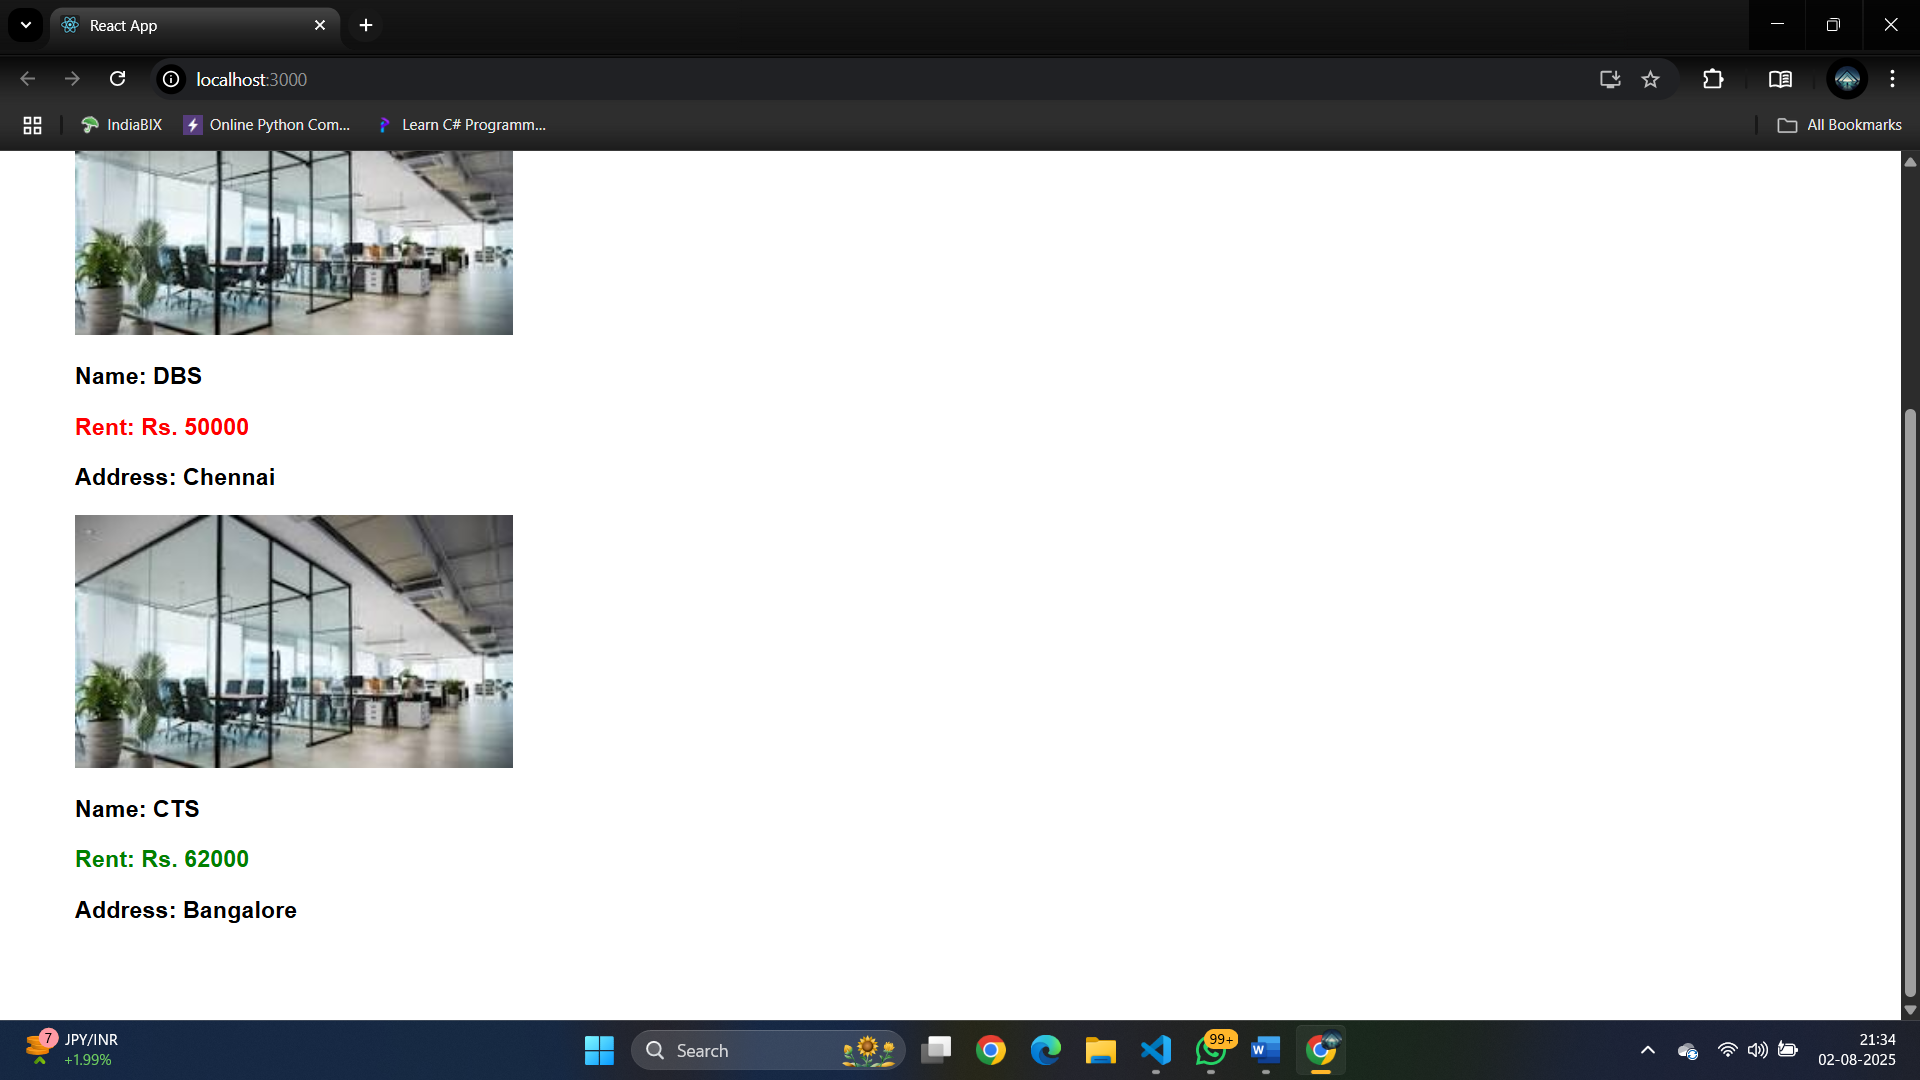 React App
localhost:3000
IndiaBIX
Online Python Com...
Learn C# Programm...
All Bookmarks
Name: DBS
Rent: Rs. 50000
Address: Chennai
Name: CTS
Rent: Rs. 62000
Address: Bangalore
7
JPY/INR
+1.99%
Search
99+
W
21:34
02-08-2025